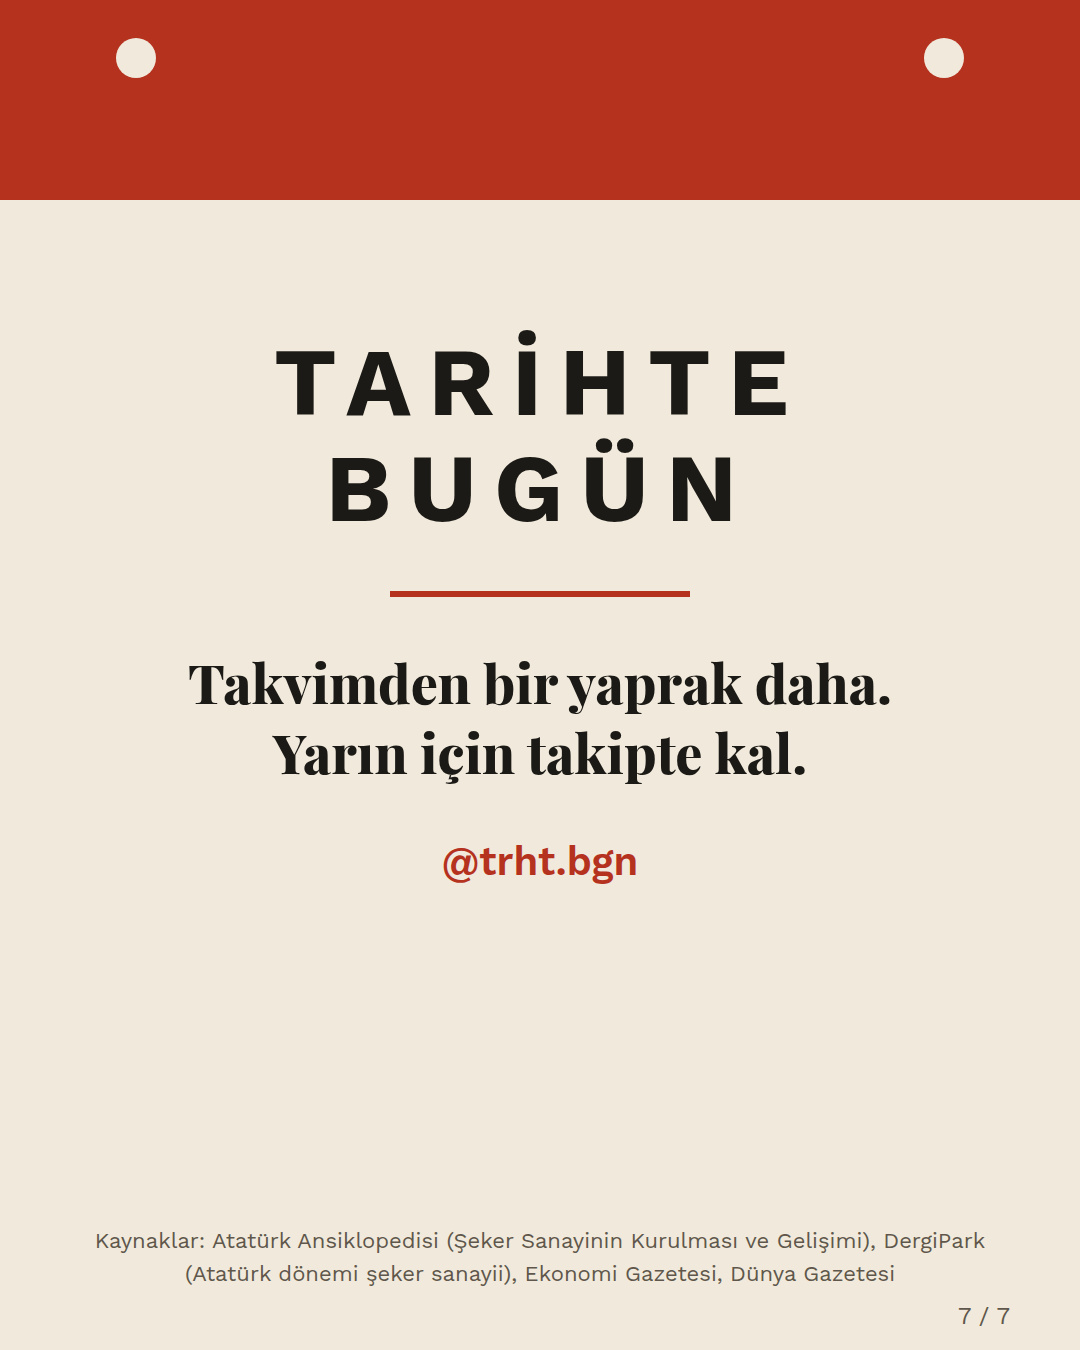 TARİHTE
BUGÜN
Takvimden bir yaprak daha.
Yarın için takipte kal.
@trht.bgn
Kaynaklar: Atatürk Ansiklopedisi (Şeker Sanayinin Kurulması ve Gelişimi), DergiPark
(Atatürk dönemi şeker sanayii), Ekonomi Gazetesi, Dünya Gazetesi
7 / 7